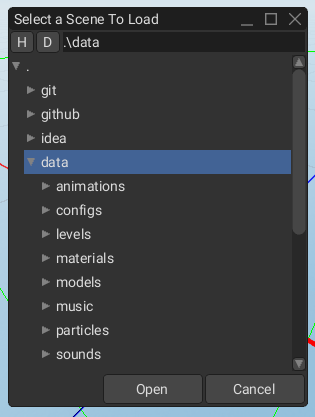 Select a Scene To Load
H D .\data
.
git
github
idea
data
animations
configs
levels
materials
models
music
particles
sounds
Open Cancel